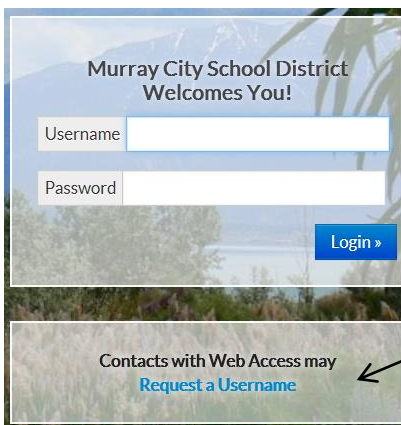 Murray City School District
Welcomes You!
Username
Password
Login »
Contacts with Web Access may
Request a Username